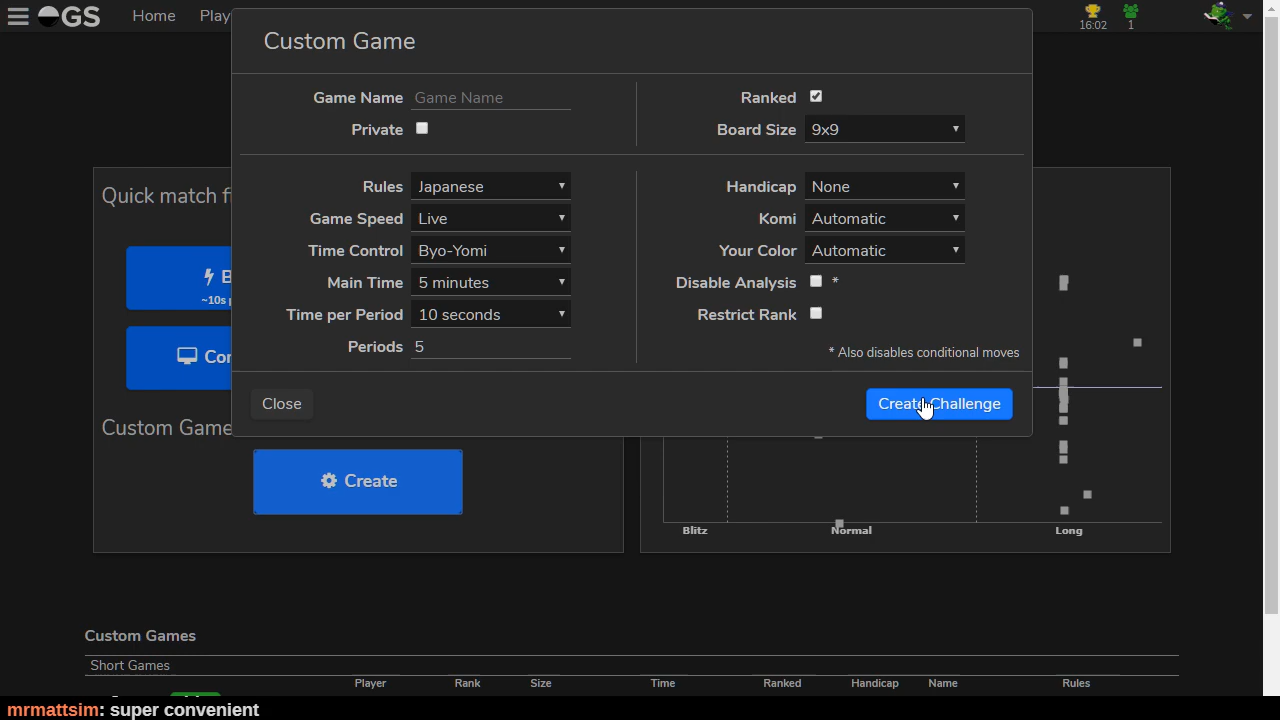 GS Home Play 16:02 1
Custom Game
Game Name Game Name Ranked
Private Board Size 9x9
Quick match fi
Rules Japanese Handicap None
Game Speed Live Komi Automatic
Time Control Byo-Yomi Your Color Automatic
B
Main Time 5 minutes Disable Analysis *
~10s p
Time per Period 10 seconds Restrict Rank
Periods 5
Cor
* Also disables conditional moves
Close Create Challenge
Custom Game
Create
Blitz Normal Long
Custom Games
Short Games
Player Rank Size Time Ranked Handicap Name Rules
mrmattsim: super convenient